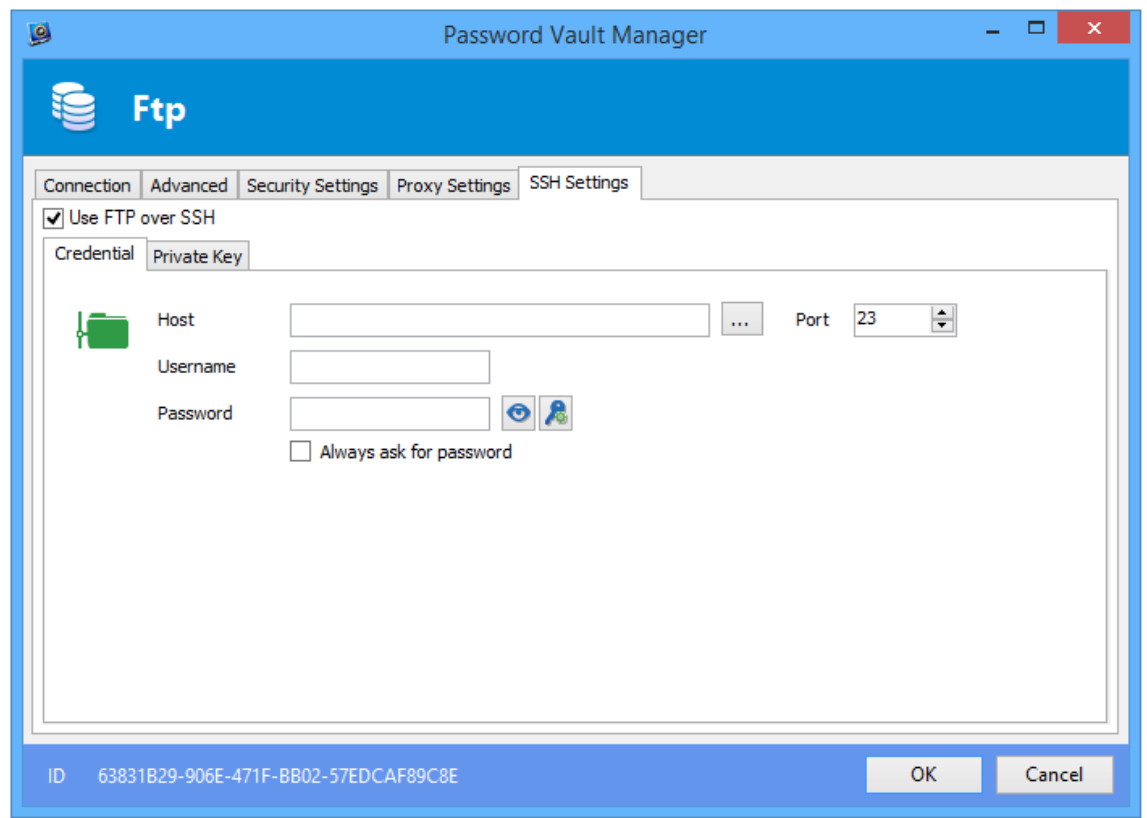 Password Vault Manager
Ftp
Connection Advanced Security Settings Proxy Settings SSH Settings
Use FTP over SSH
Credential Private Key
Host ... Port 23
Username
Password
Always ask for password
ID 63831B29-906E-471F-BB02-57EDCAF89C8E OK Cancel